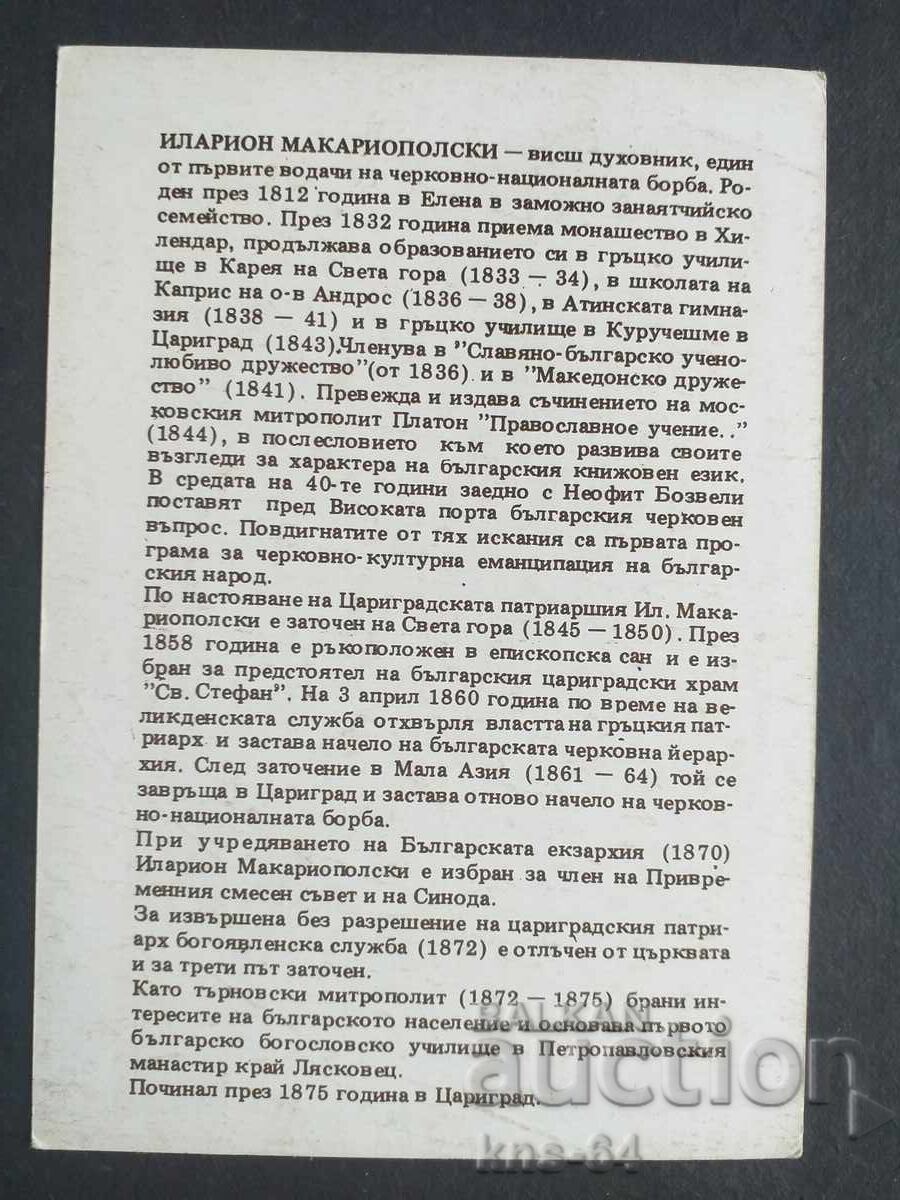 ИЛАРИОН МАКАРИОПОЛСКИ — висш духовник, един
от първите водачи на черковно-националната борба. Ро-
ден през 1812 година в Елена в заможно занаятчийско
семейство. През 1832 година приема монашество в Хи-
лендар, продължава образованието си в гръцко учили-
ще в Карея на Света гора (1833 — 34), в школата на
Каприс на о-в Андрос (1836 — 38), в Атинската гимна-
зия (1838 — 41) и в гръцко училище в Куручешме в
Цариград (1843).Членува в "Славяно-българско учено-
любиво дружество"(от 1836) и в "Македонско друже-
ство" (1841). Превежда и издава съчинението на мос-
ковския митрополит Платон "Православное учение.."
(1844), в послесловието към което развива своите
възгледи за характера на българския книжовен език.
В средата на 40-те години заедно с Неофит Бозвели
поставят пред Високата порта българския черковен
въпрос. Повдигнатите от тях искания са първата про-
грама за черковно-културна еманципация на българ-
ския народ.
По настояване на Цариградската патриаршия Ил. Мака-
риополски е заточен на Света гора (1845 — 1850). През
1858 година е ръкоположен в епископска сан и е из-
бран за предстоятел на българския цариградски храм
"Св. Стефан". На 3 април 1860 година по време на ве-
ликденската служба отхвърля властта на гръцкия пат-
риарх и застава начело на българската черковна йерар-
хия. След заточение в Мала Азия (1861 — 64) той се
завръща в Цариград и застава отново начело на черков-
но-националната борба.
При учредяването на Българската екзархия (1870)
Иларион Макариополски е избран за член на Привре-
менния смесен съвет и на Синода.
За извършена без разрешение на цариградския патри-
арх богоявленска служба (1872) е отлъчен от църквата
и за трети път заточен.
Като търновски митрополит (1872 — 1875) брани ин-
тересите на българското население и основана първото
българско богословско училище в Петропавловския
манастир край Лясковец.
Починал през 1875 година в Цариград.
BALKAN
auction
kns-64